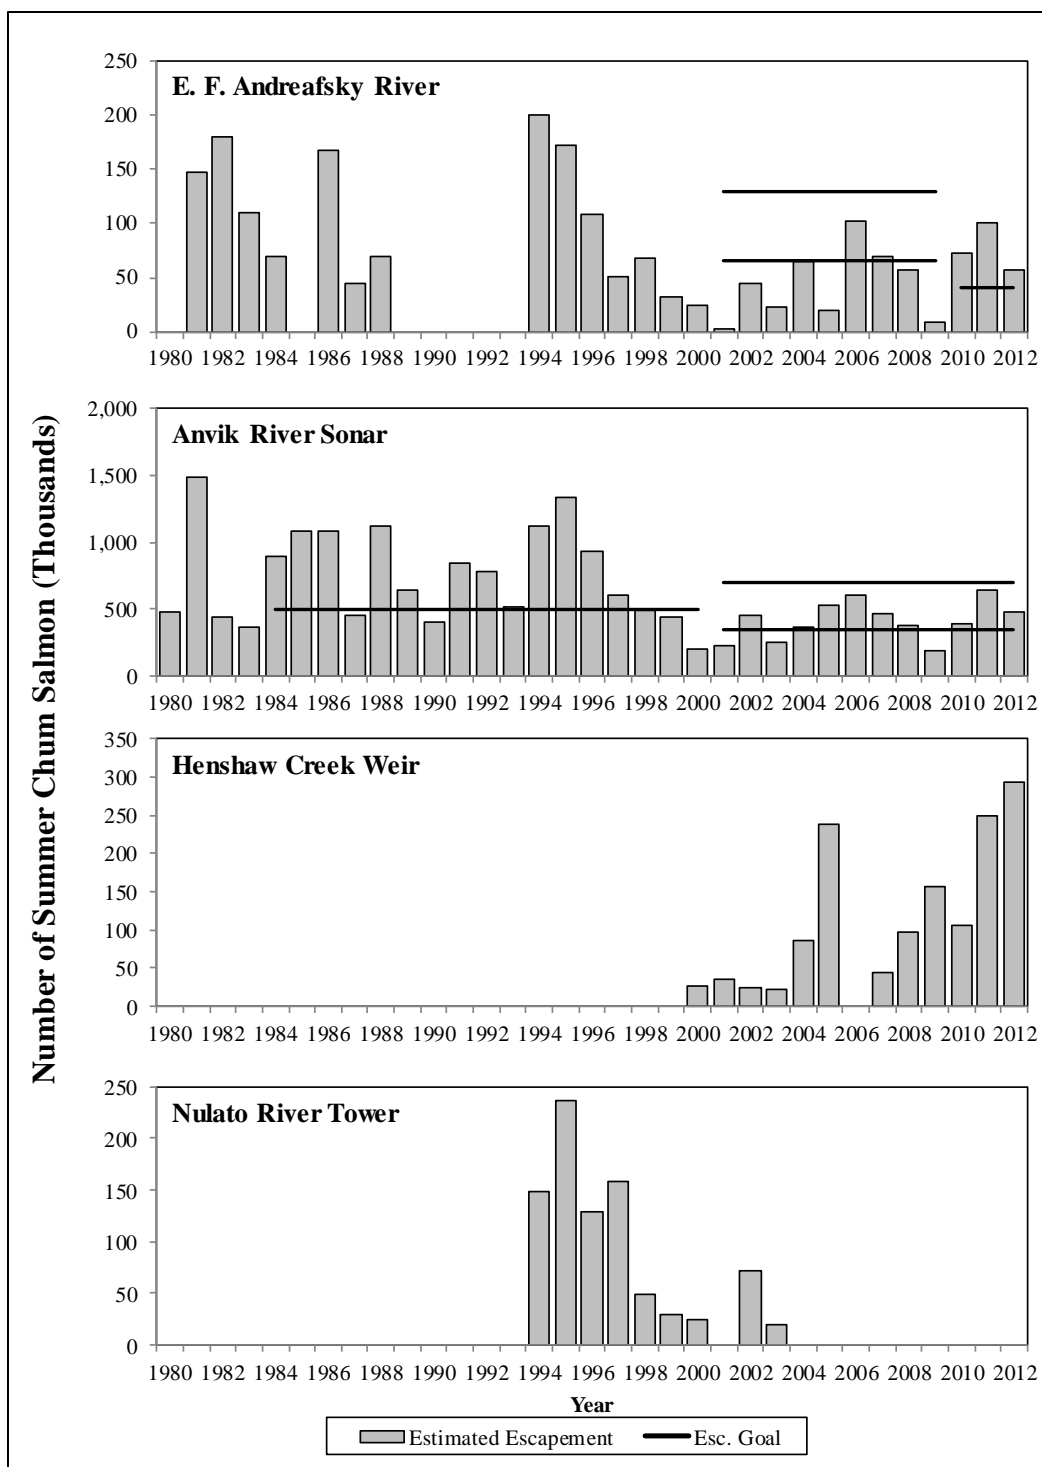 Number of Summer Chum Salmon (Thousands)
E. F. Andreafsky River
250
200
150
100
50
0
1980 1982 1984 1986 1988 1990 1992 1994 1996 1998 2000 2002 2004 2006 2008 2010 2012
Anvik River Sonar
2,000
1,500
1,000
500
0
1980 1982 1984 1986 1988 1990 1992 1994 1996 1998 2000 2002 2004 2006 2008 2010 2012
Henshaw Creek Weir
350
300
250
200
150
100
50
0
1980 1982 1984 1986 1988 1990 1992 1994 1996 1998 2000 2002 2004 2006 2008 2010 2012
Nulato River Tower
250
200
150
100
50
0
1980 1982 1984 1986 1988 1990 1992 1994 1996 1998 2000 2002 2004 2006 2008 2010 2012
Year
Estimated Escapement Esc. Goal